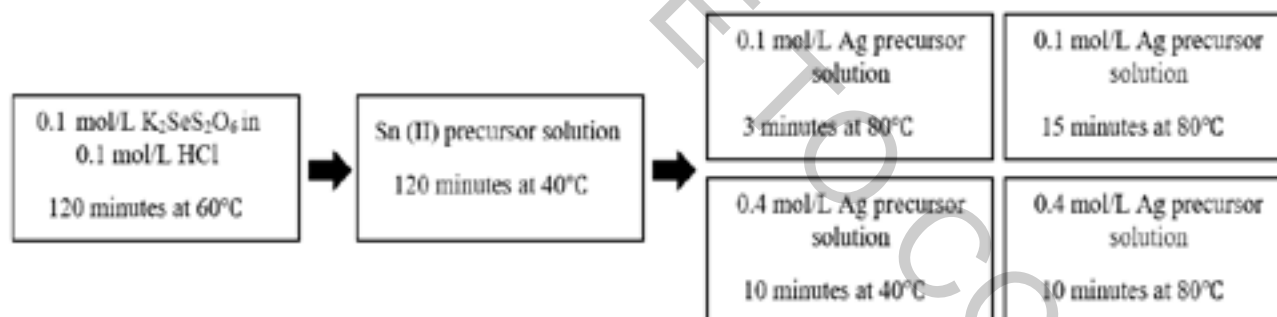 0.1 mol/L K₂SeS₂O₆ in
0.1 mol/L HCl
120 minutes at 60°C
Sn (II) precursor solution
120 minutes at 40°C
0.1 mol/L Ag precursor
solution
3 minutes at 80°C
0.1 mol/L Ag precursor
solution
15 minutes at 80°C
0.4 mol/L Ag precursor
solution
10 minutes at 40°C
0.4 mol/L Ag precursor
solution
10 minutes at 80°C